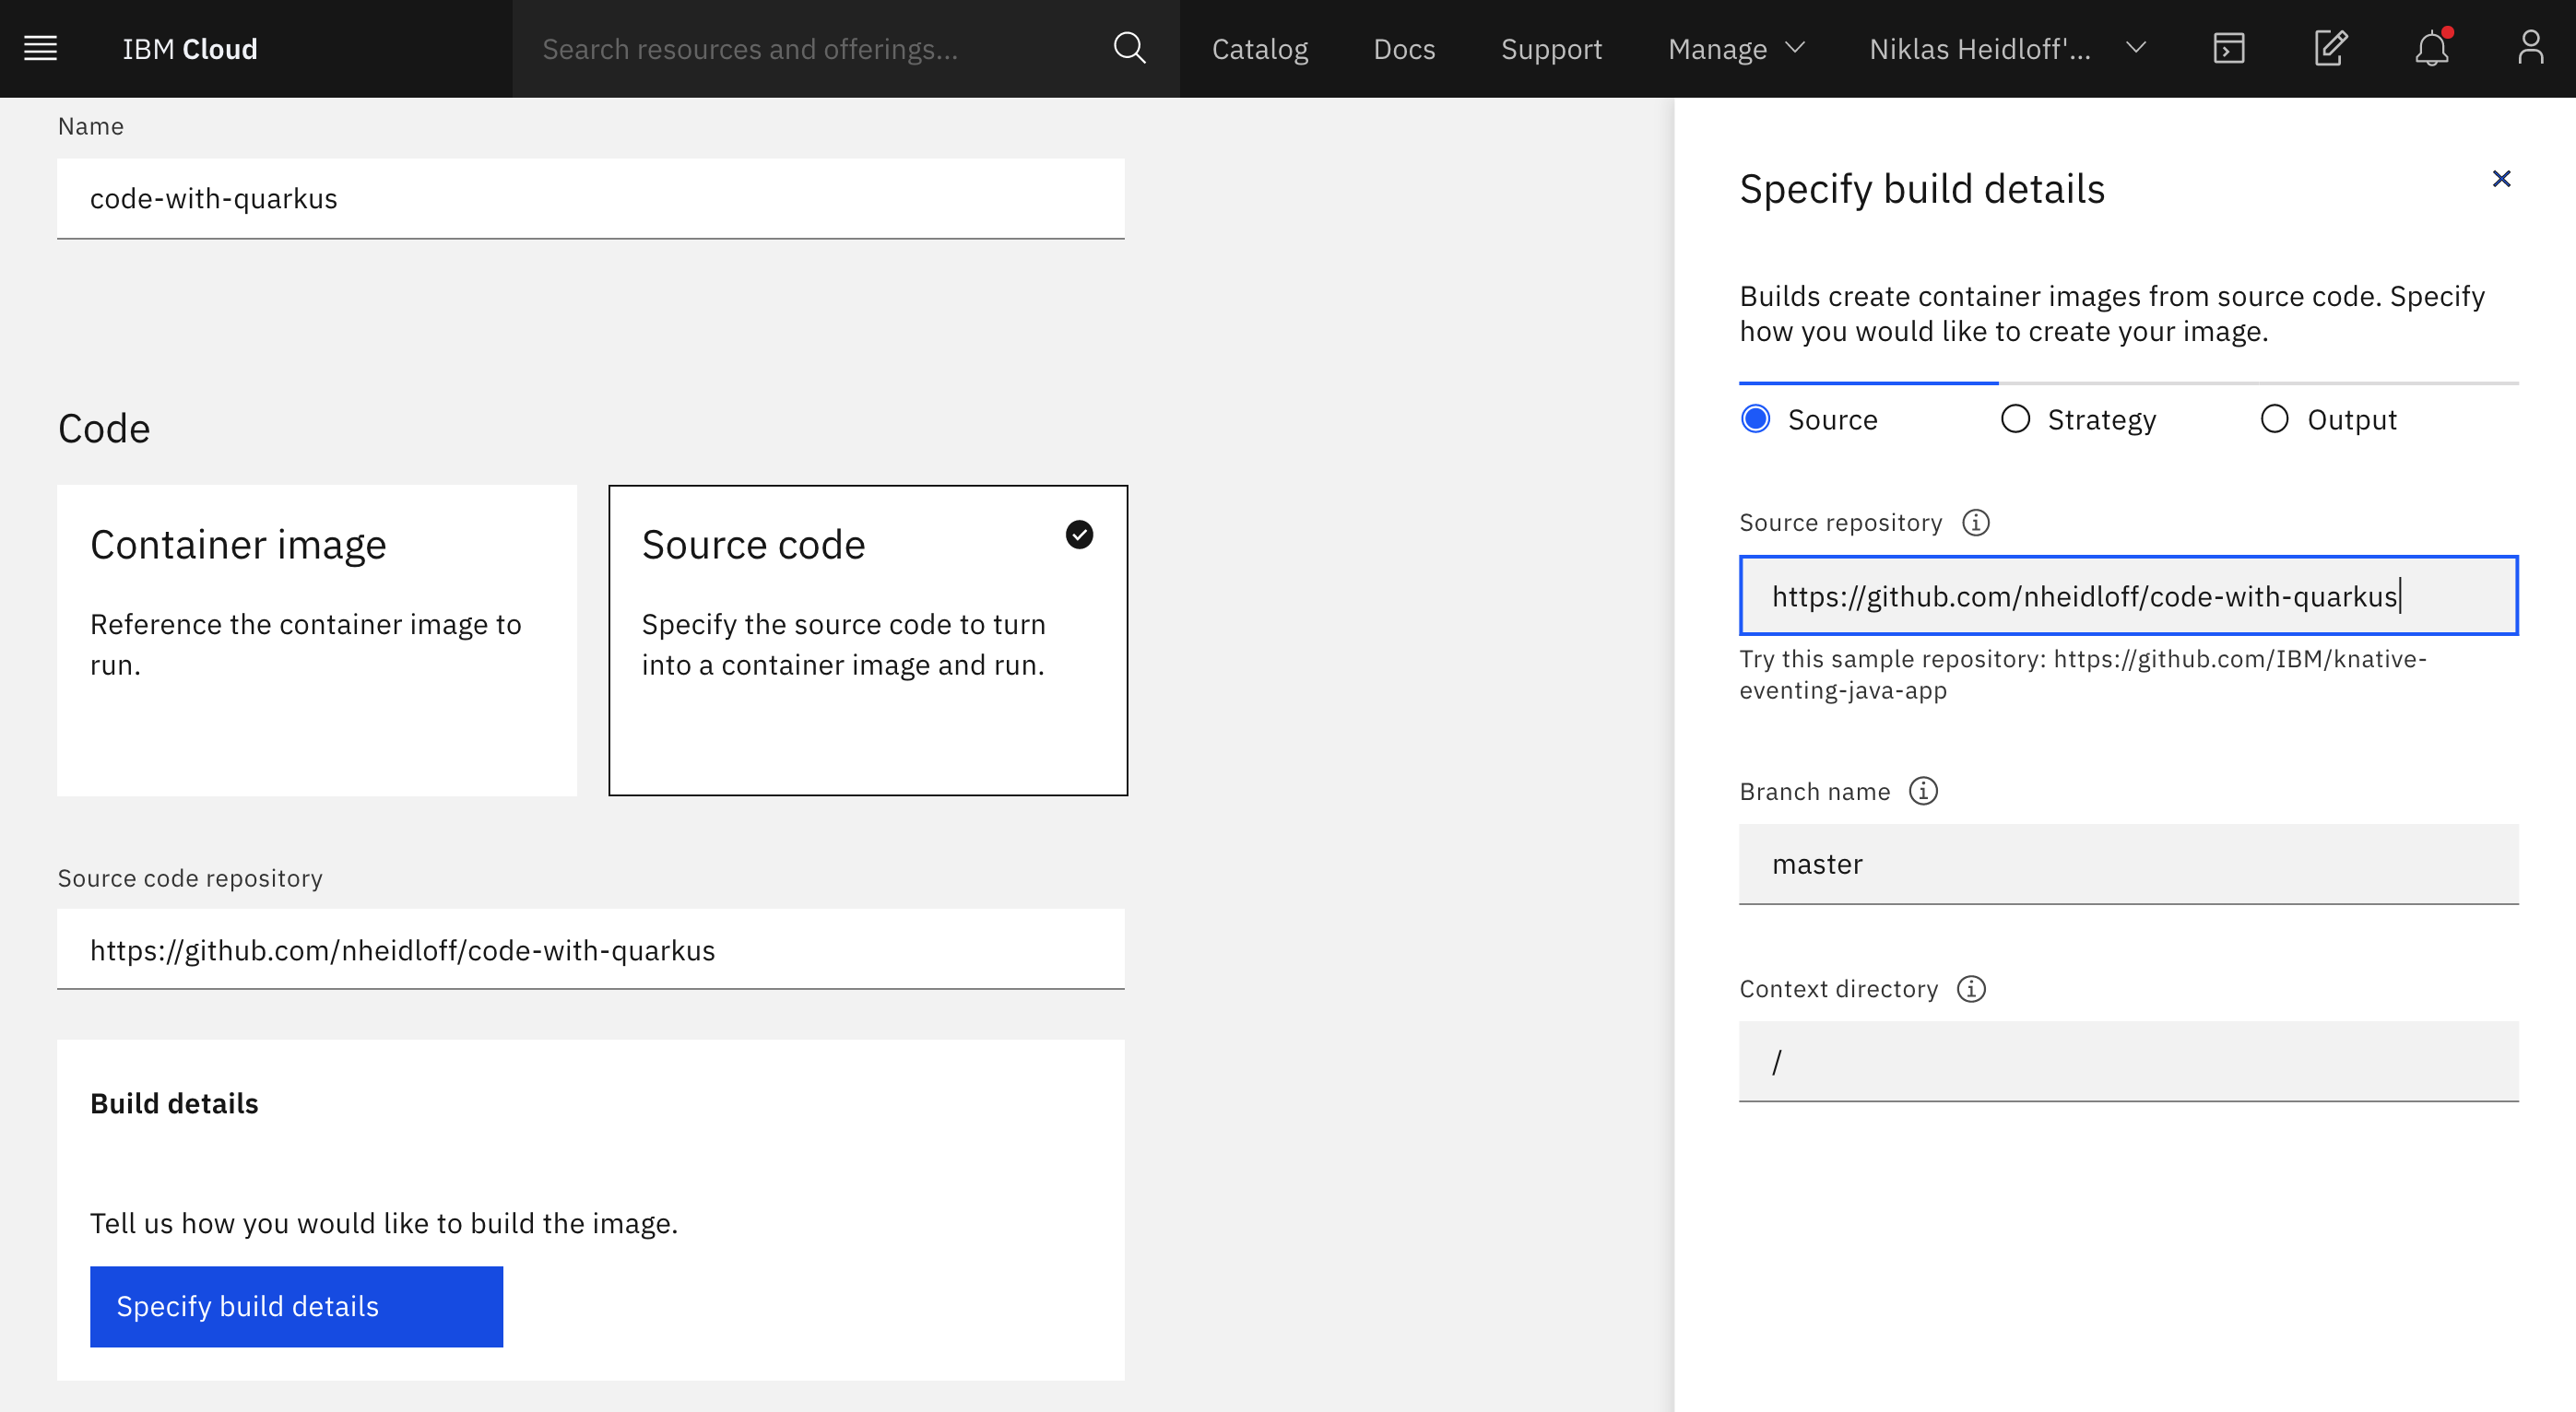 IBM Cloud
Search resources and offerings...
Catalog
Docs
Support
Manage
Niklas Heidloff'...
Name
code-with-quarkus
Code
Container image
Reference the container image to
run.
Source code
Specify the source code to turn
into a container image and run.
Source code repository
https://github.com/nheidloff/code-with-quarkus
Build details
Tell us how you would like to build the image.
Specify build details
Specify build details
Builds create container images from source code. Specify
how you would like to create your image.
Source
Strategy
Output
Source repository
https://github.com/nheidloff/code-with-quarkus
Try this sample repository: https://github.com/IBM/knative-
eventing-java-app
Branch name
master
Context directory
/